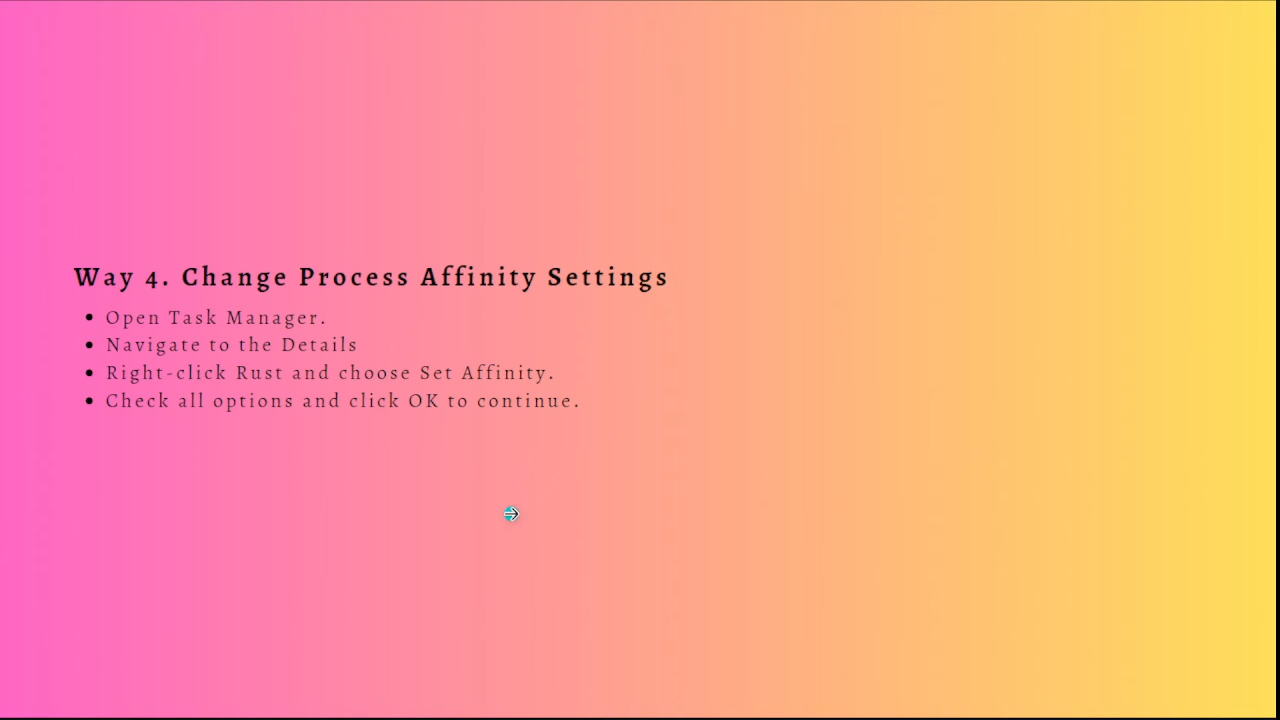 Way 4. Change Process Affinity Settings
• Open Task Manager.
• Navigate to the Details
• Right-click Rust and choose Set Affinity.
• Check all options and click OK to continue.